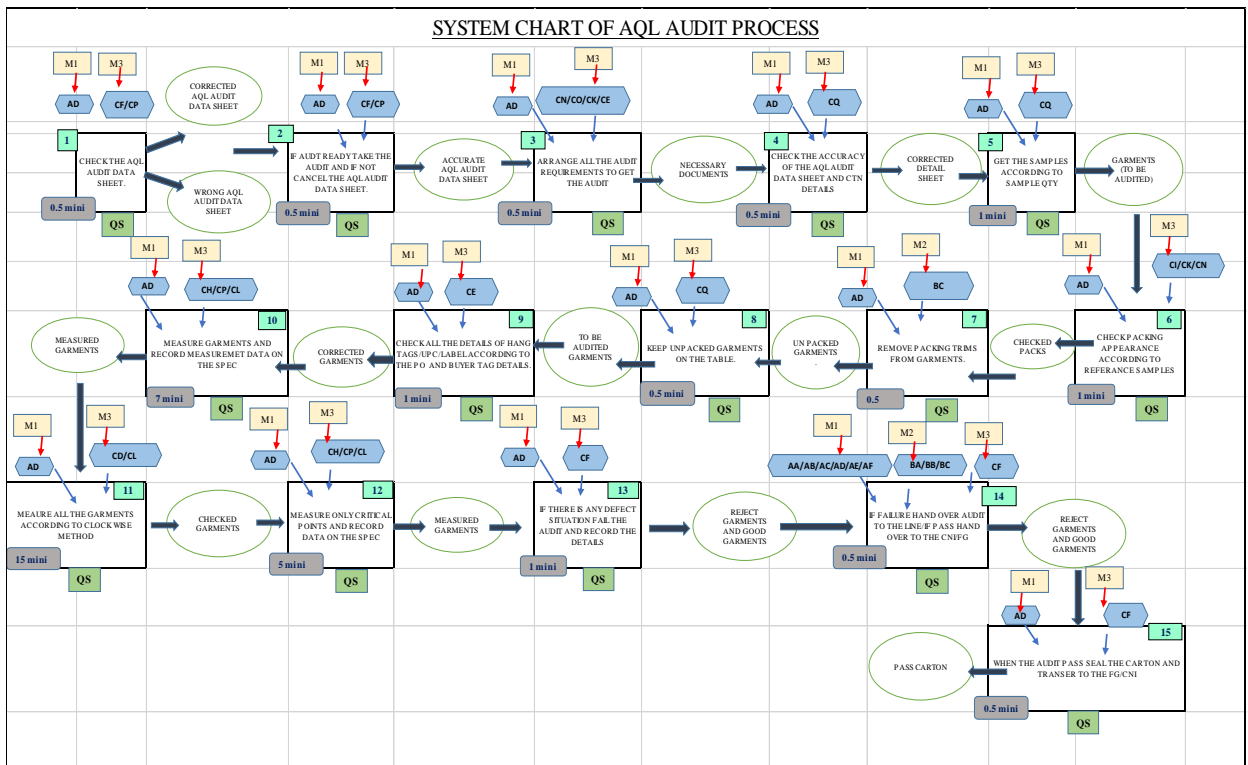 SYSTEM CHART OF AQL AUDIT PROCESS
M1
M3
AD
CF/CP
1
CHECK THE AQL
AUDIT DATA
SHEET.
0.5 mini
QS
CORRECTED
AQL AUDIT
DATA SHEET
WRONG AQL
AUDIT DATA
SHEET
M1
M3
AD
CF/CP
2
IF AUDT READY TAKE THE
AUDIT AND IF NOT
CANCEL THE AQL AUDIT
DATA SHEET.
0.5 mini
QS
ACCURATE
AQL AUDIT
DATA SHEET
M1
M3
AD
CN/CQ/CK/CE
3
ARRANGE ALL THE AUDIT
REQUIREMENTS TO GET
THE AUDIT
0.5 mini
QS
NECESSARY
DOCUMENTS
M1
M3
AD
CQ
4
CHECK THE ACCURACY
OF THE AQL AUDIT
DATA SHEET AND CTN
DETAILS
0.5 mini
QS
CORRECTED
DETAIL
SHEET
M1
M3
AD
CQ
5
GET THE SAMPLES
ACCORDING TO
SAMPLE QTY
1 mini
QS
GARMENTS
(TO BE
AUDITED)
M1
M3
AD
CI/CK/CN
6
CHECK PACKING
APPEARANCE
ACCORDING TO
REFERANCE SAMPLES
1 mini
QS
CHECKED
PACKS
M1
M2
AD
BC
7
REMOVE PACKING TRIMS
FROM GARMENTS.
0.5
QS
UN PACKED
GARMENTS
.
M1
M3
AD
CQ
8
KEEP UNPACKED GARMENTS
ON THE TABLE.
0.5 mini
QS
TO BE
AUDITED
GARMENTS
M1
M3
AD
CE
9
CHECK ALL THE DETAILS OF HANG
TAGS/UPC/LABEL ACCORDING TO
THE PO AND BUYER TAG DETAILS.
1 mini
QS
CORRECTED
GARMENTS
M1
M3
AD
CH/CP/CL
10
MEASURE GARMENTS AND
RECORD MEASUREMET DATA ON
THE SPEC
7 mini
QS
MEASURED
GARMENTS
M1
M3
AD
CD/CL
11
MEAURE ALL THE GARMENTS
ACCORDING TO CLOCK WISE
METHOD
15 mini
QS
CHECKED
GARMENTS
M1
M3
AD
CH/CP/CL
12
MEASURE ONLY CRITICAL
POINTS AND RECORD
DATA ON THE SPEC
5 mini
QS
MEASURED
GARMENTS
M1
M3
AD
CF
13
IF THERE IS ANY DEFECT
SITUATION FAIL THE
AUDIT AND RECORD THE
DETAILS
1 mini
QS
REJECT
GARMENTS
AND GOOD
GARMENTS
M1
M2
M3
AA/AB/AC/AD/AE/AF
BA/BB/BC
CF
14
IF FAILURE HAND OVER AUDIT
TO THE LINE/IF PASS HAND
OVER TO THE CNI/FG
0.5 mini
QS
REJECT
GARMENTS
AND GOOD
GARMENTS
M1
M3
AD
CF
15
WHEN THE AUDIT PASS SEAL THE CARTON AND
TRANSER TO THE FG/CNI
0.5 mini
QS
PASS CARTON